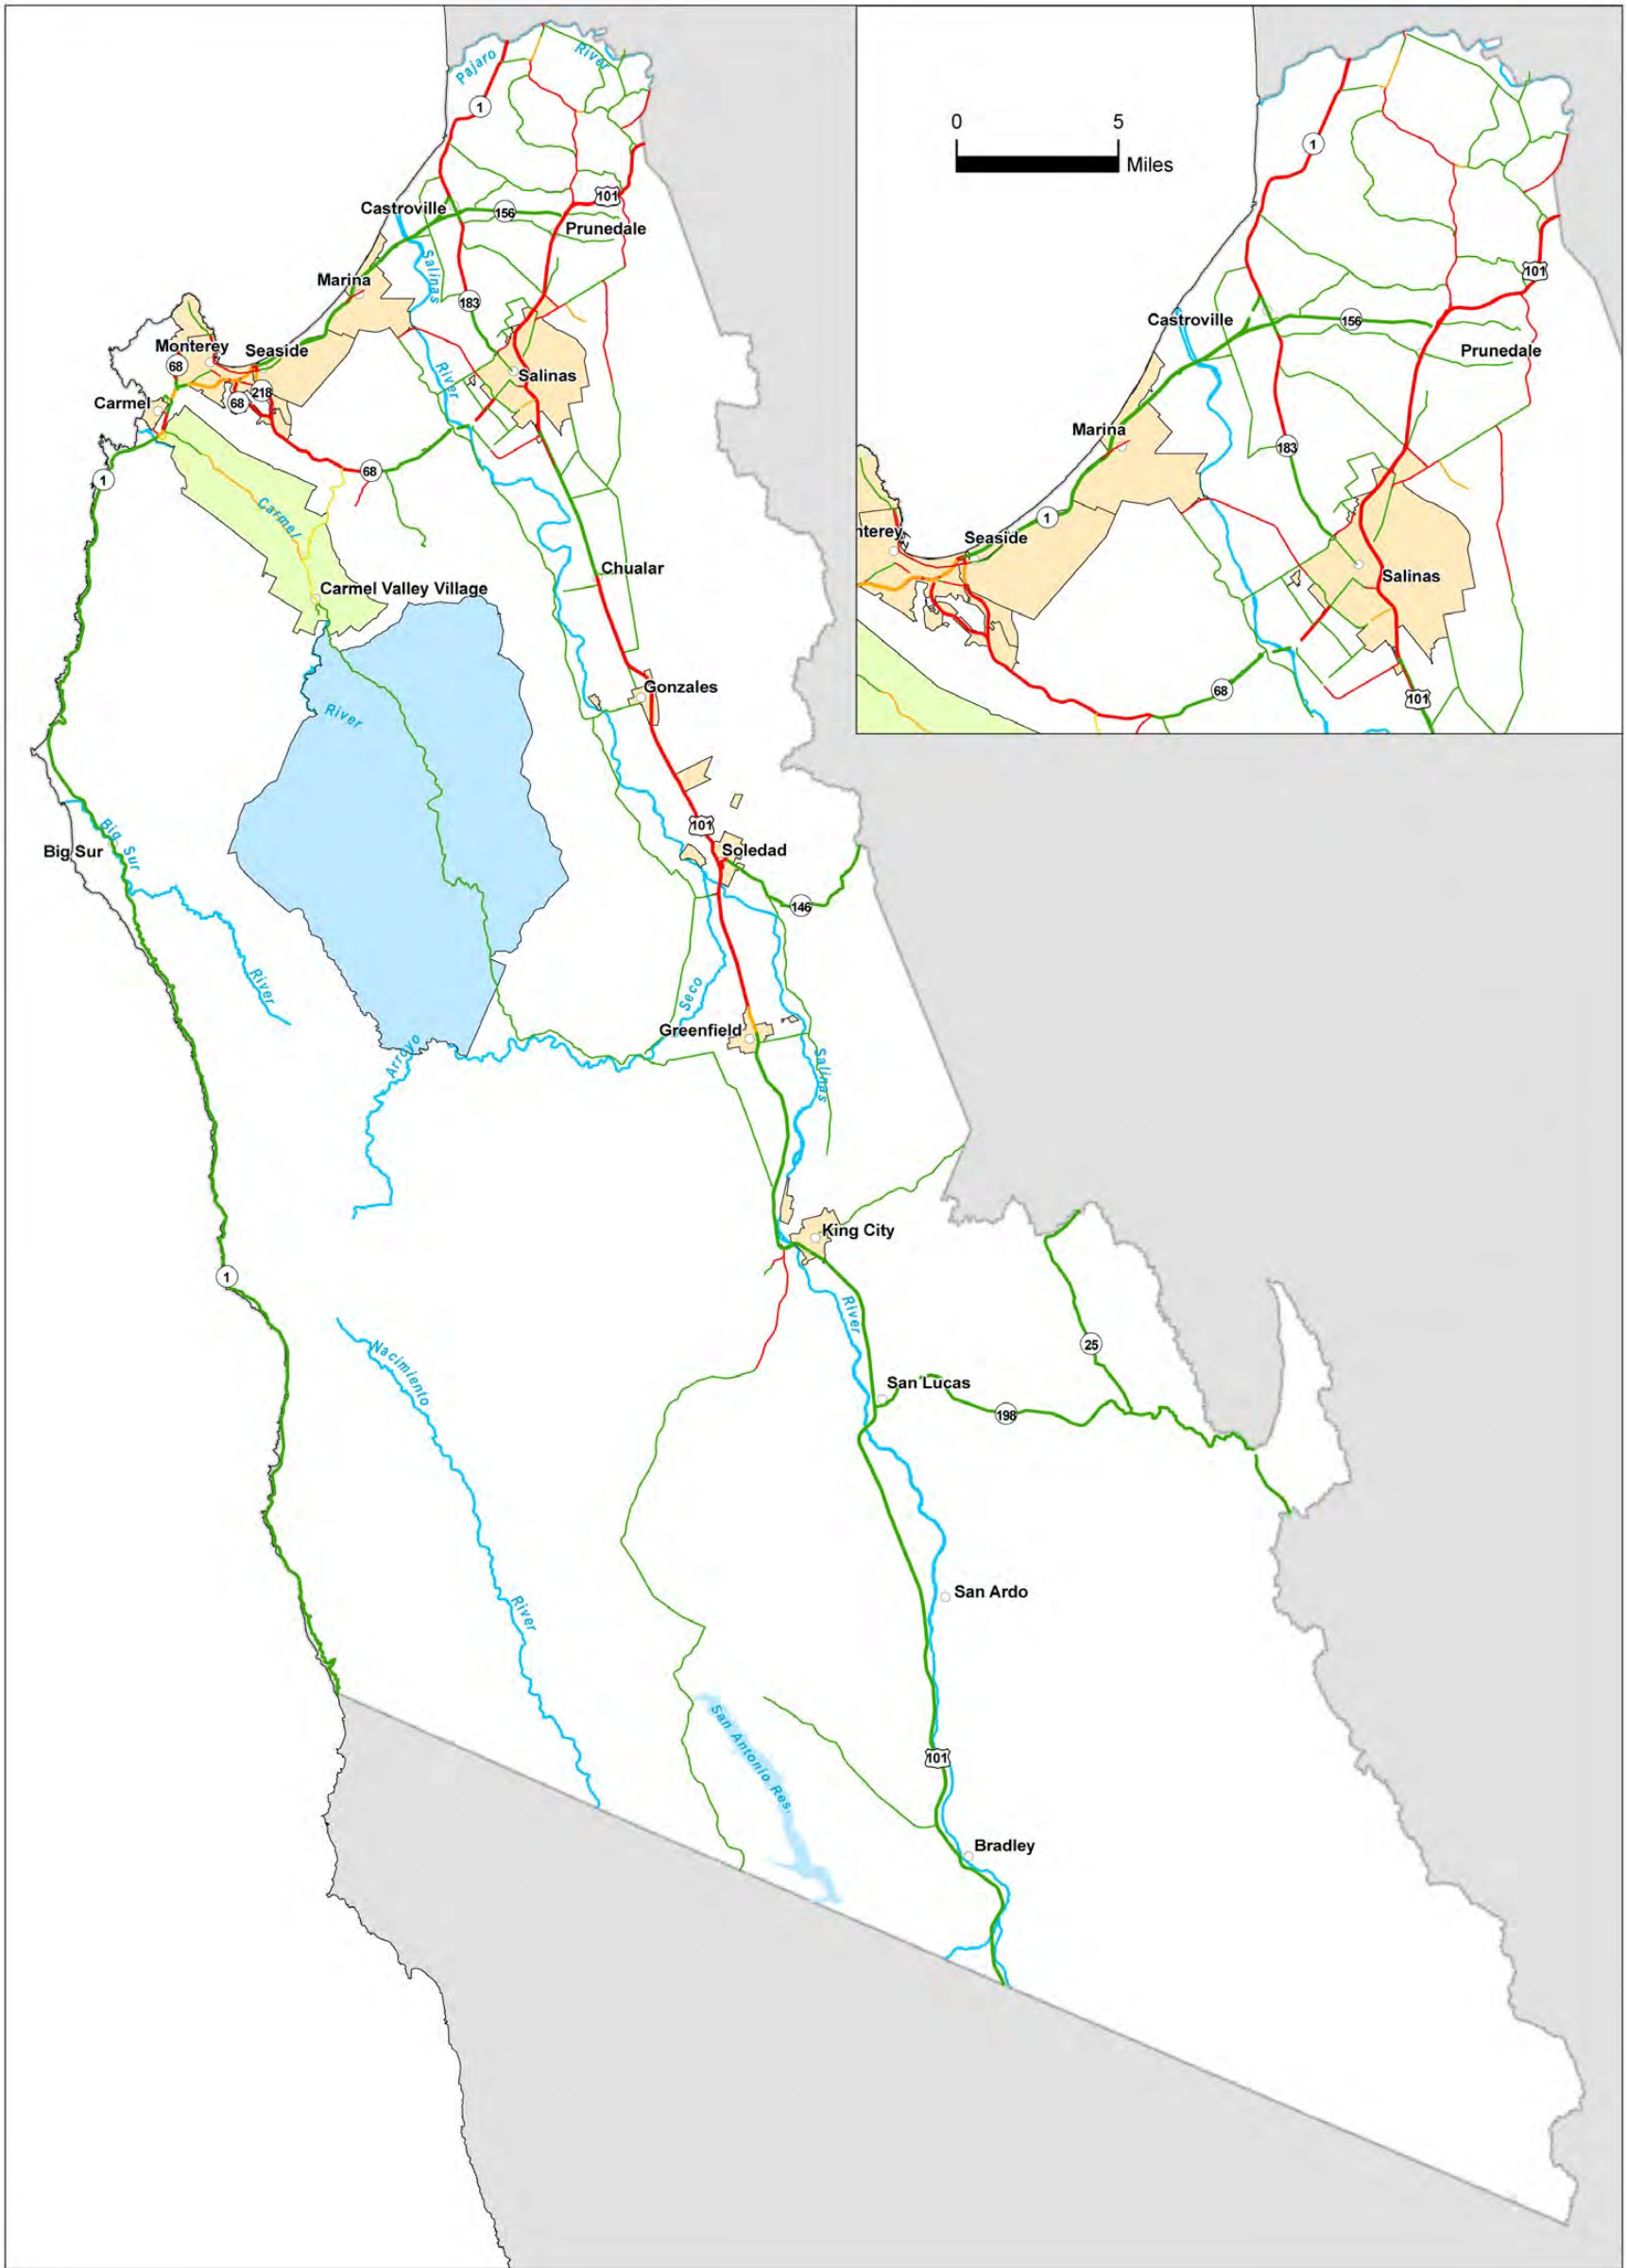 Pajaro
River
1
101
Castroville
156
Prunedale
Marina
Salinas
183
Monterey
Seaside
68
River
Salinas
218
Carmel
68
68
1
Carmel
Chualar
Carmel Valley Village
Gonzales
River
101
Big Sur
Big Sur
Soledad
146
River
Seco
Greenfield
Arroyo
Salinas
King City
1
River
25
Nacimiento
San Lucas
198
San Ardo
River
San Antonio Res.
101
Bradley
0
5
Miles
1
101
Castroville
156
Prunedale
Marina
183
1
nterey
Seaside
Salinas
68
101